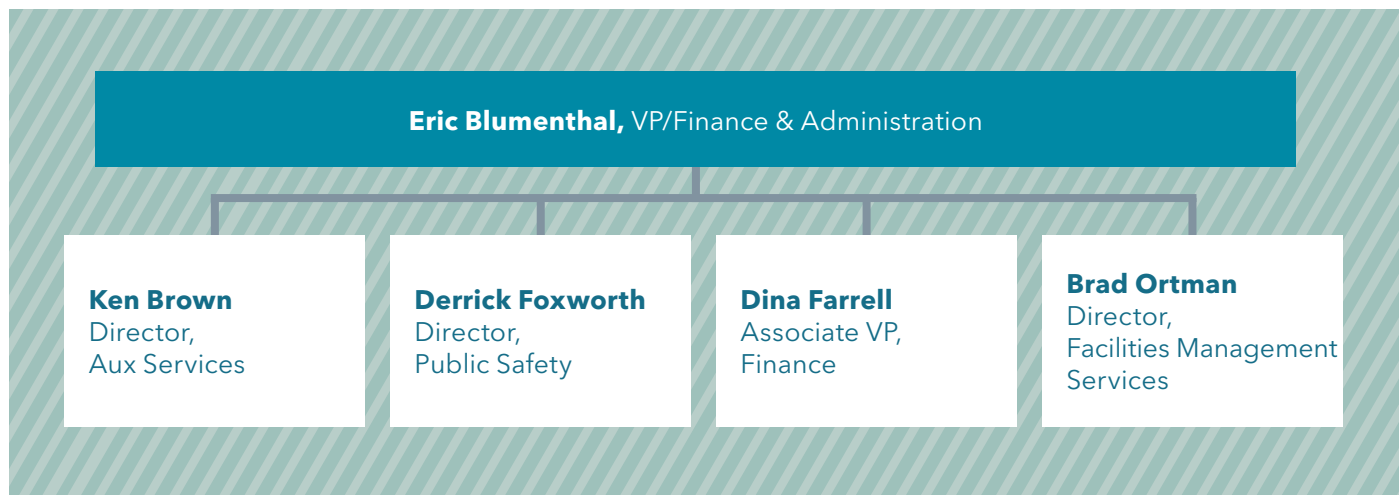 Eric Blumenthal, VP/Finance & Administration
Ken Brown
Director,
Aux Services
Derrick Foxworth
Director,
Public Safety
Dina Farrell
Associate VP,
Finance
Brad Ortman
Director,
Facilities Management
Services